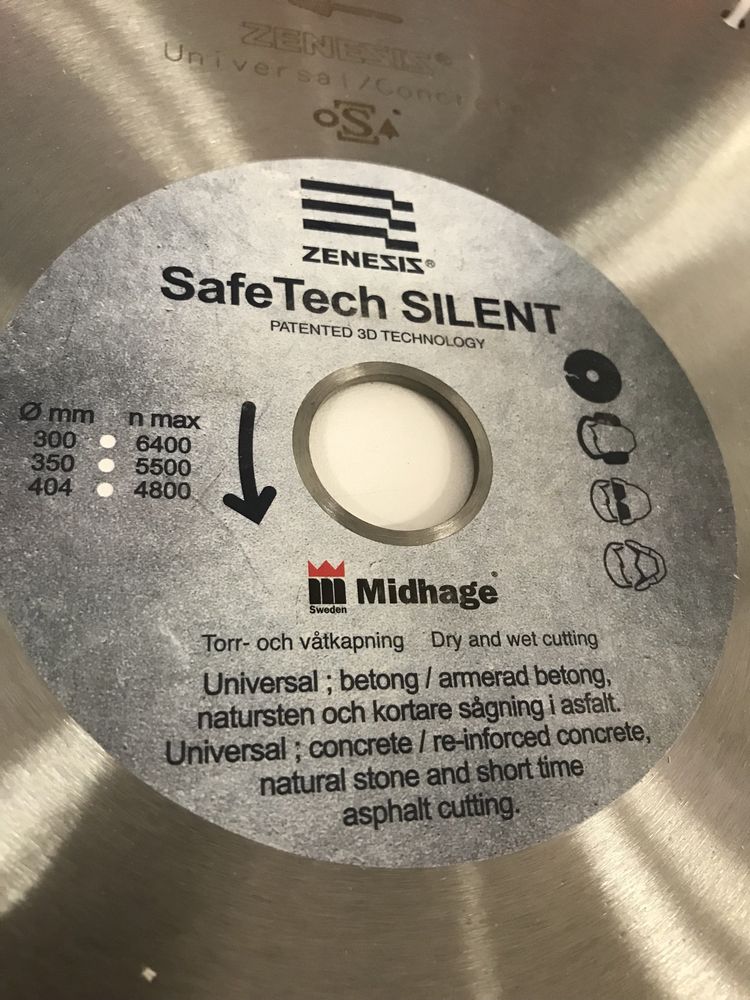 ZENESIS®
Universal/Concrete
S
ZENESIS®
SafeTech SILENT
PATENTED 3D TECHNOLOGY
Ø mm n max
300 6400
350 5500
404 4800
Sweden
Midhage®
Torr- och våtkapning Dry and wet cutting
Universal ; betong / armerad betong,
natursten och kortare sågning i asfalt.
Universal ; concrete / re-inforced concrete,
natural stone and short time
asphalt cutting.